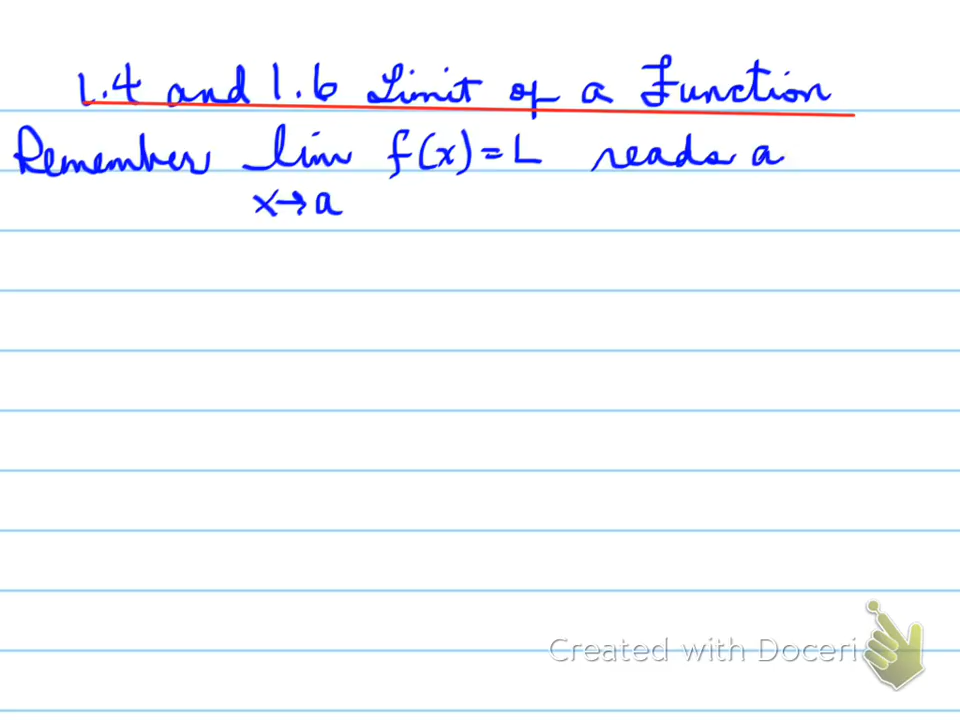 1.4 and 1.6 Limit of a Function
Remember lim f(x) = L reads a
x→a
Created with Doceri